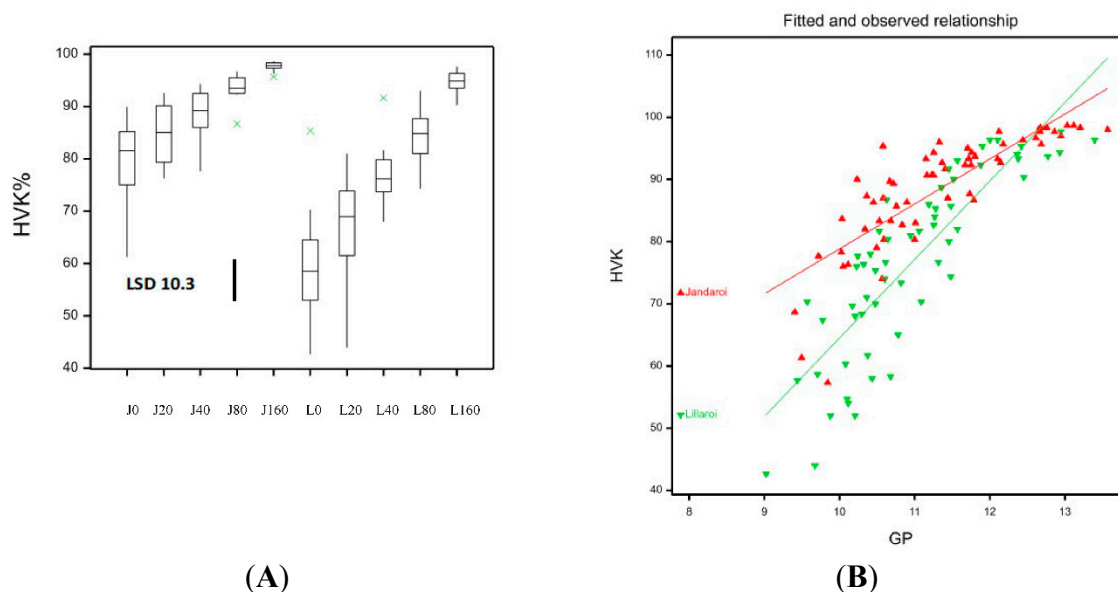 HVK%
100
90
80
70
60
50
40
LSD 10.3
J0 J20 J40 J80 J160 L0 L20 L40 L80 L160
(A)
Fitted and observed relationship
HVK
110
100
90
80
70
60
50
40
Jandaroi
Lillaroi
8 9 10 11 12 13
GP
(B)